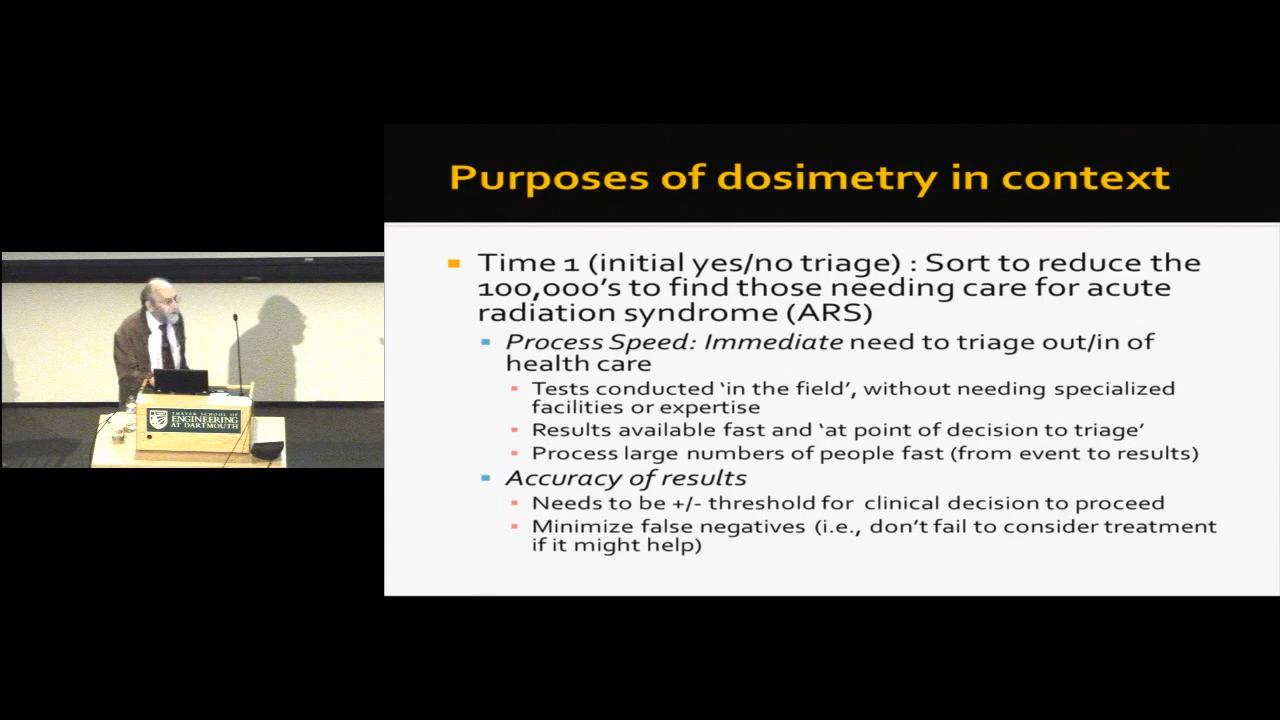 Purposes of dosimetry in context
Time 1 (initial yes/no triage) : Sort to reduce the
100,000's to find those needing care for acute
radiation syndrome (ARS)
Process Speed: Immediate need to triage out/in of
health care
Tests conducted 'in the field', without needing specialized
facilities or expertise
Results available fast and 'at point of decision to triage'
Process large numbers of people fast (from event to results)
Accuracy of results
Needs to be +/- threshold for clinical decision to proceed
Minimize false negatives (i.e., don't fail to consider treatment
if it might help)
THAYER SCHOOL OF
ENGINEERING
AT DARTMOUTH